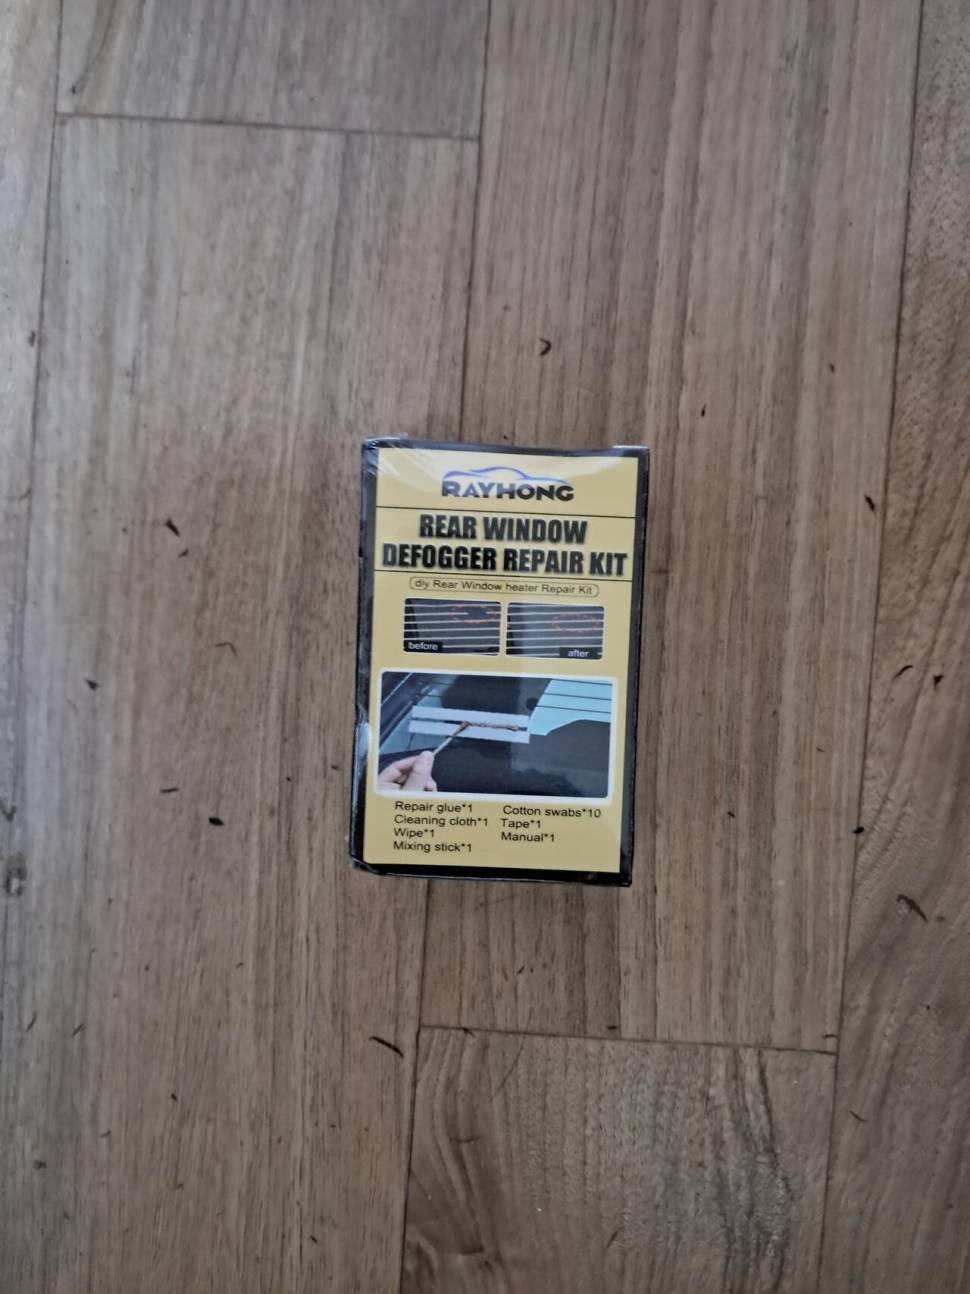 RAYHONG
REAR WINDOW
DEFOGGER REPAIR KIT
diy Rear Window heater Repair Kit
before
after
Repair glue*1
Cleaning cloth*1
Wipe*1
Mixing stick*1
Cotton swabs*10
Tape*1
Manual*1